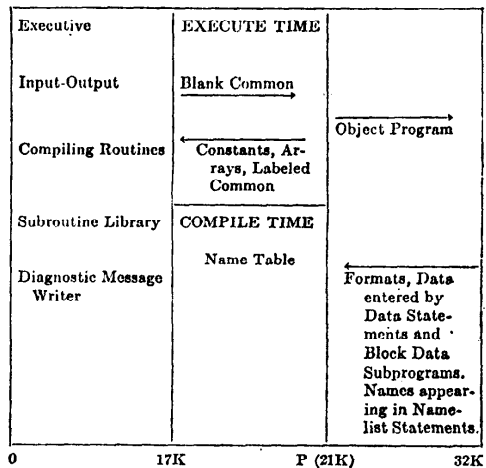 Executive
Input-Output
Compiling Routines
Subroutine Library
Diagnostic Message
Writer
EXECUTE TIME
Blank Common
Constants, Ar-
rays, Labeled
Common
COMPILE TIME
Name Table
Object Program
Formats, Data
entered by
Data State-
ments and
Block Data
Subprograms.
Names appear-
ing in Name-
list Statements.
0 17K P (21K) 32K